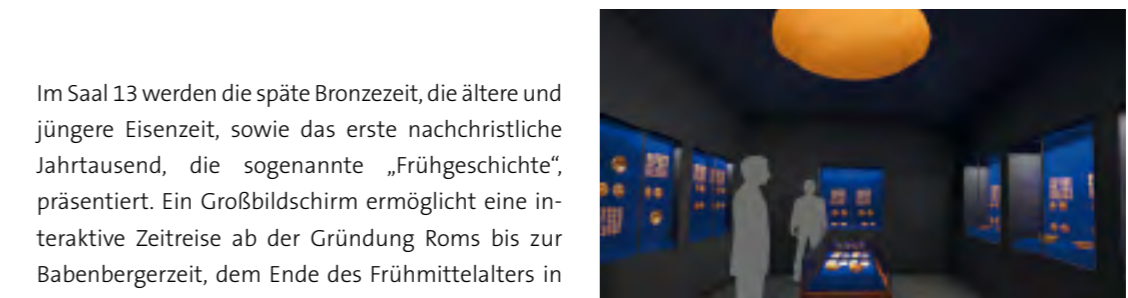 Im Saal 13 werden die späte Bronzezeit, die ältere und
jüngere Eisenzeit, sowie das erste nachchristliche
Jahrtausend, die sogenannte „Frühgeschichte“,
präsentiert. Ein Großbildschirm ermöglicht eine in-
teraktive Zeitreise ab der Gründung Roms bis zur
Babenbergerzeit, dem Ende des Frühmittelalters in